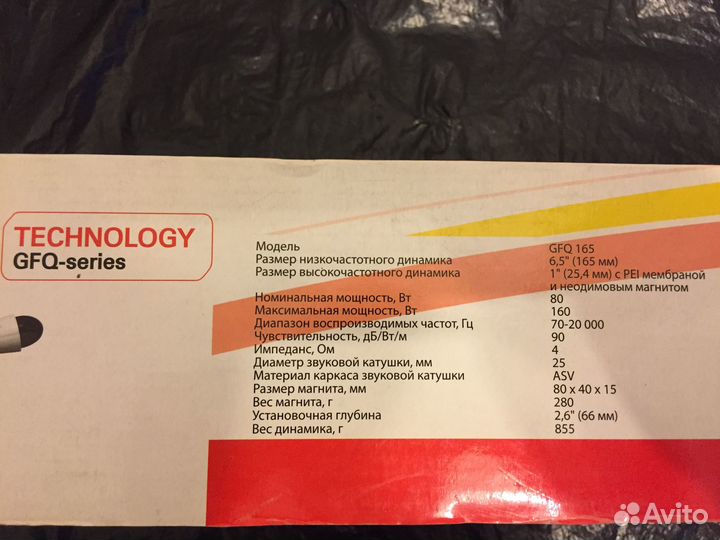 TECHNOLOGY
GFQ-series
Модель GFQ 165
Размер низкочастотного динамика 6,5" (165 мм)
Размер высокочастотного динамика 1" (25,4 мм) с PEI мембраной
и неодимовым магнитом
Номинальная мощность, Вт 80
Максимальная мощность, Вт 160
Диапазон воспроизводимых частот, Гц 70-20 000
Чувствительность, дБ/Вт/м 90
Импеданс, Ом 4
Диаметр звуковой катушки, мм 25
Материал каркаса звуковой катушки ASV
Размер магнита, мм 80 x 40 x 15
Вес магнита, г 280
Установочная глубина 2,6" (66 мм)
Вес динамика, г 855
Avito